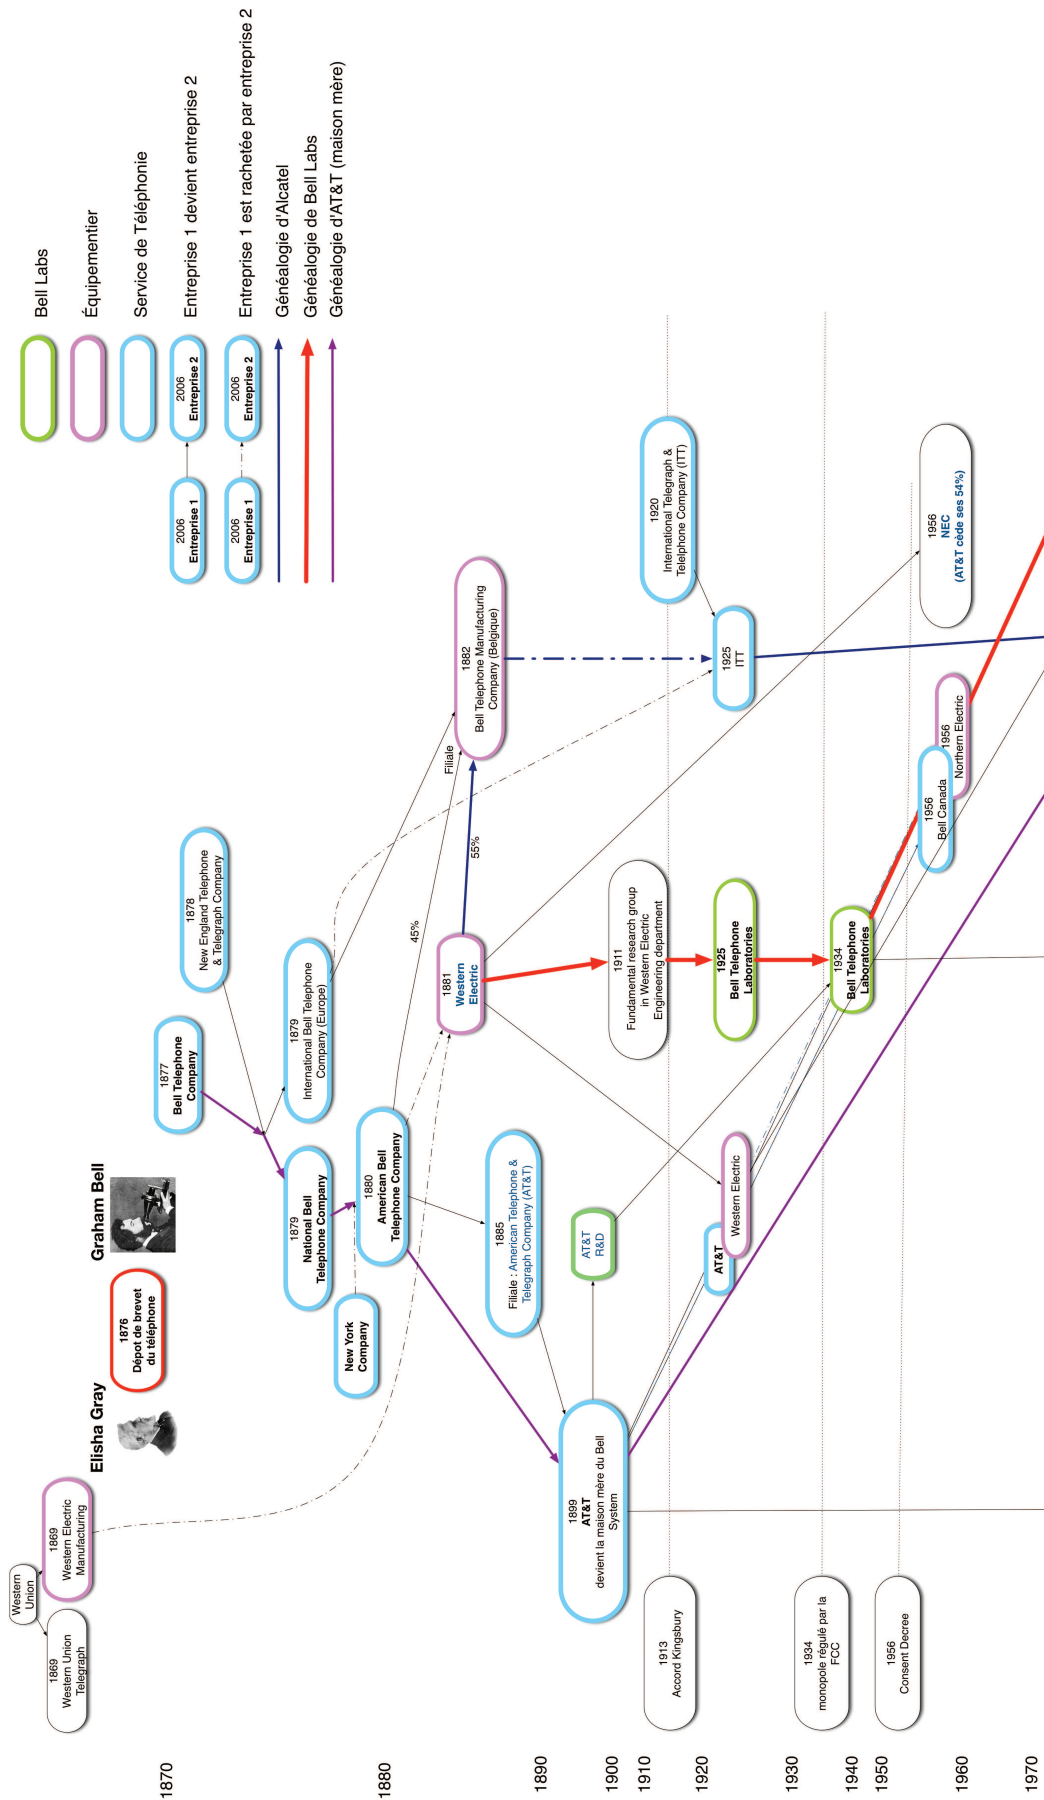 Western
Union
1869
Western Union
Telegraph
1869
Western Electric
Manufacturing
Elisha Gray
1876
Dépot de brevet
du téléphone
Graham Bell
1877
Bell Telephone
Company
1878
New England Telephone
& Telegraph Company
1879
National Bell
Telephone Company
1879
International Bell Telephone
Company (Europe)
New York
Company
1880
American Bell
Telephone Company
45%
Filiale
55%
1881
Western
Electric
1882
Bell Telephone Manufacturing
Company (Belgique)
1885
Filiale : American Telephone &
Telegraph Company (AT&T)
1899
AT&T
devient la maison mère du Bell
System
AT&T
R&D
1911
Fundamental research group
in Western Electric
Engineering department
1913
Accord Kingsbury
1920
International Telegraph &
Telelphone Company (ITT)
AT&T
Western Electric
1925
Bell Telephone
Laboratories
1925
ITT
1934
monopole régulé par la
FCC
1934
Bell Telephone
Laboratories
1956
Consent Decree
1956
Bell Canada
1956
Northern Electric
1956
NEC
(AT&T cède ses 54%)
Bell Labs
Équipementier
Service de Téléphonie
2006
Entreprise 1
2006
Entreprise 2
Entreprise 1 devient entreprise 2
2006
Entreprise 1
2006
Entreprise 2
Entreprise 1 est rachetée par entreprise 2
Généalogie d'Alcatel
Généalogie de Bell Labs
Généalogie d'AT&T (maison mère)
1870
1880
1890
1900
1910
1920
1930
1940
1950
1960
1970